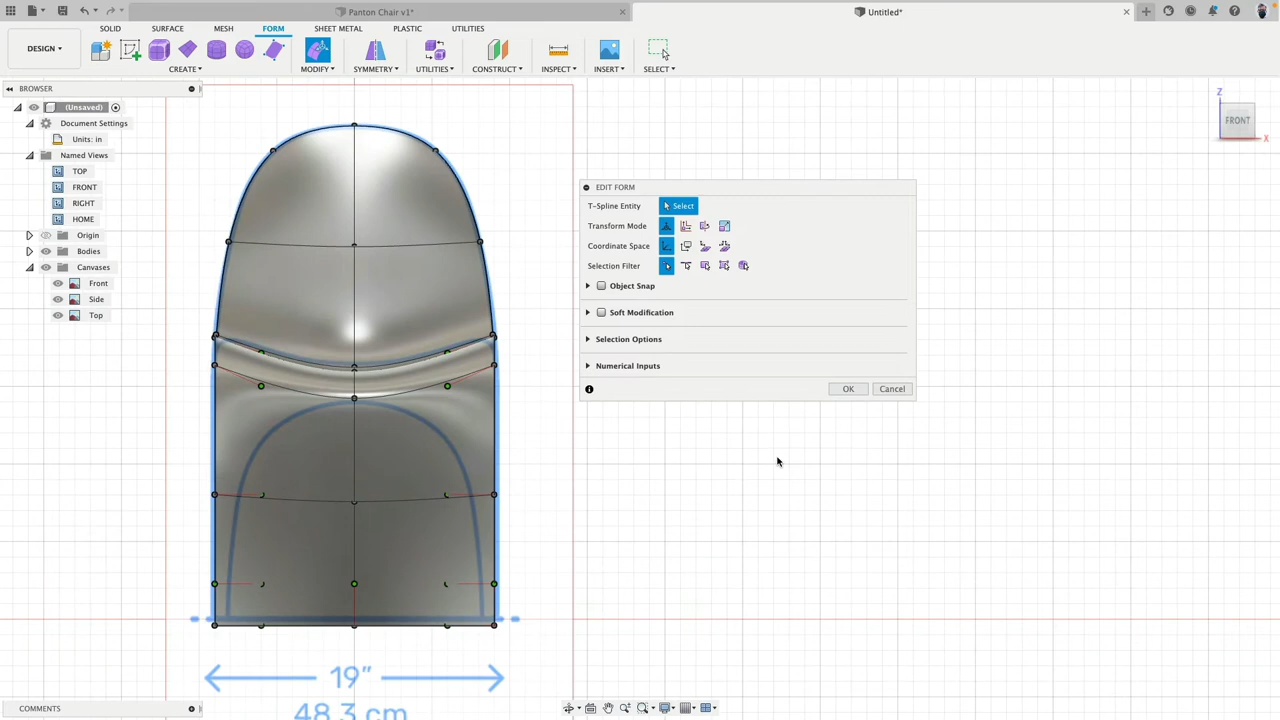 Panton Chair v1*
Untitled*
DESIGN
SOLID SURFACE MESH FORM SHEET METAL PLASTIC UTILITIES
CREATE MODIFY SYMMETRY UTILITIES CONSTRUCT INSPECT INSERT SELECT
BROWSER
(Unsaved)
Document Settings
Units: in
Named Views
TOP
FRONT
RIGHT
HOME
Origin
Bodies
Canvases
Front
Side
Top
Z
FRONT
X
EDIT FORM
T-Spline Entity Select
Transform Mode
Coordinate Space
Selection Filter
Object Snap
Soft Modification
Selection Options
Numerical Inputs
OK Cancel
19”
48.3 cm
COMMENTS